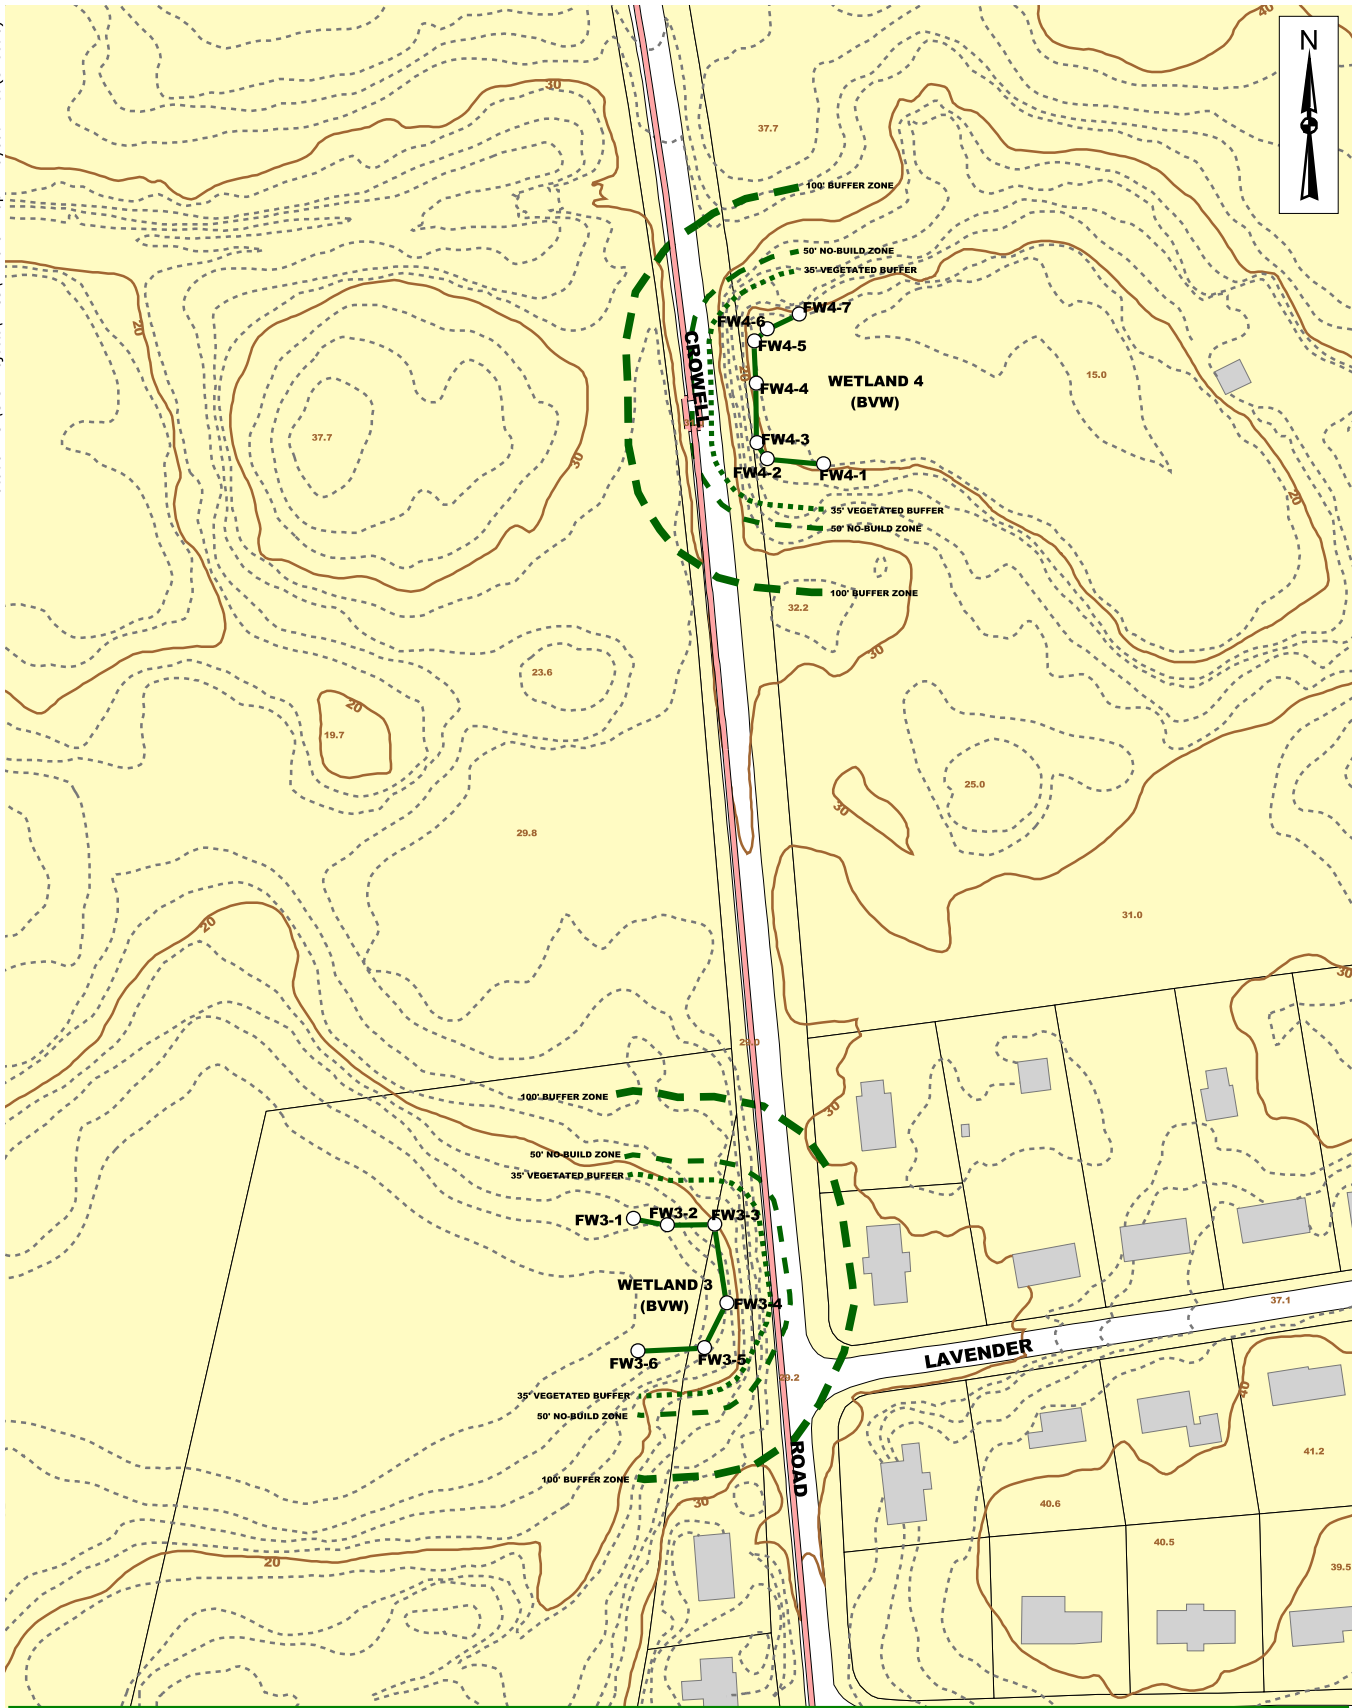 40
N
30
37.7
100' BUFFER ZONE
50' NO-BUILD ZONE
35' VEGETATED BUFFER
FW4-7
FW4-6
20
FW4-5
CROWELL
20
WETLAND 4
(BVW)
15.0
FW4-4
37.7
30
FW4-3
FW4-2
FW4-1
20
35' VEGETATED BUFFER
50' NO-BUILD ZONE
100' BUFFER ZONE
32.2
30
23.6
20
19.7
25.0
30
29.8
31.0
20
30
100' BUFFER ZONE
30
50' NO-BUILD ZONE
35' VEGETATED BUFFER
FW3-1
FW3-2
FW3-3
WETLAND 3
(BVW)
FW3-4
37.1
FW3-5
FW3-6
LAVENDER
29.2
40
35' VEGETATED BUFFER
50' NO-BUILD ZONE
ROAD
41.2
100' BUFFER ZONE
30
40.6
40.5
20
39.5